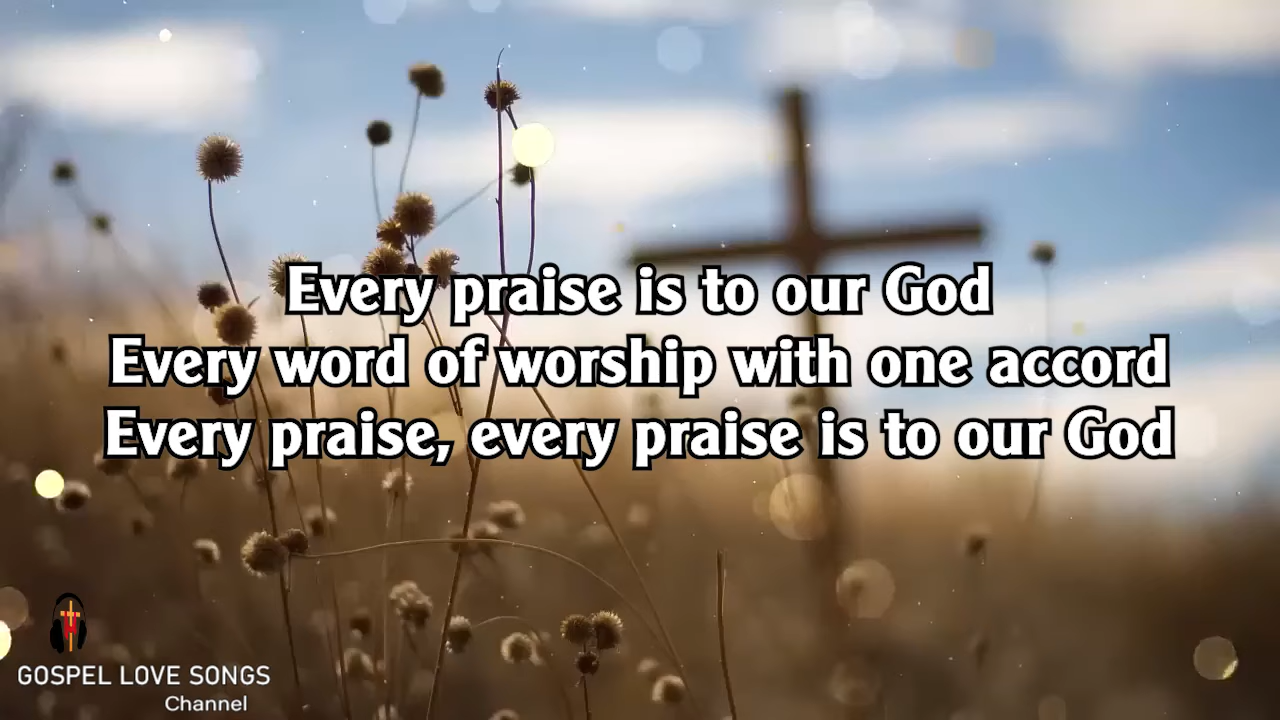 Every praise is to our God
Every word of worship with one accord
Every praise, every praise is to our God
GOSPEL LOVE SONGS
Channel